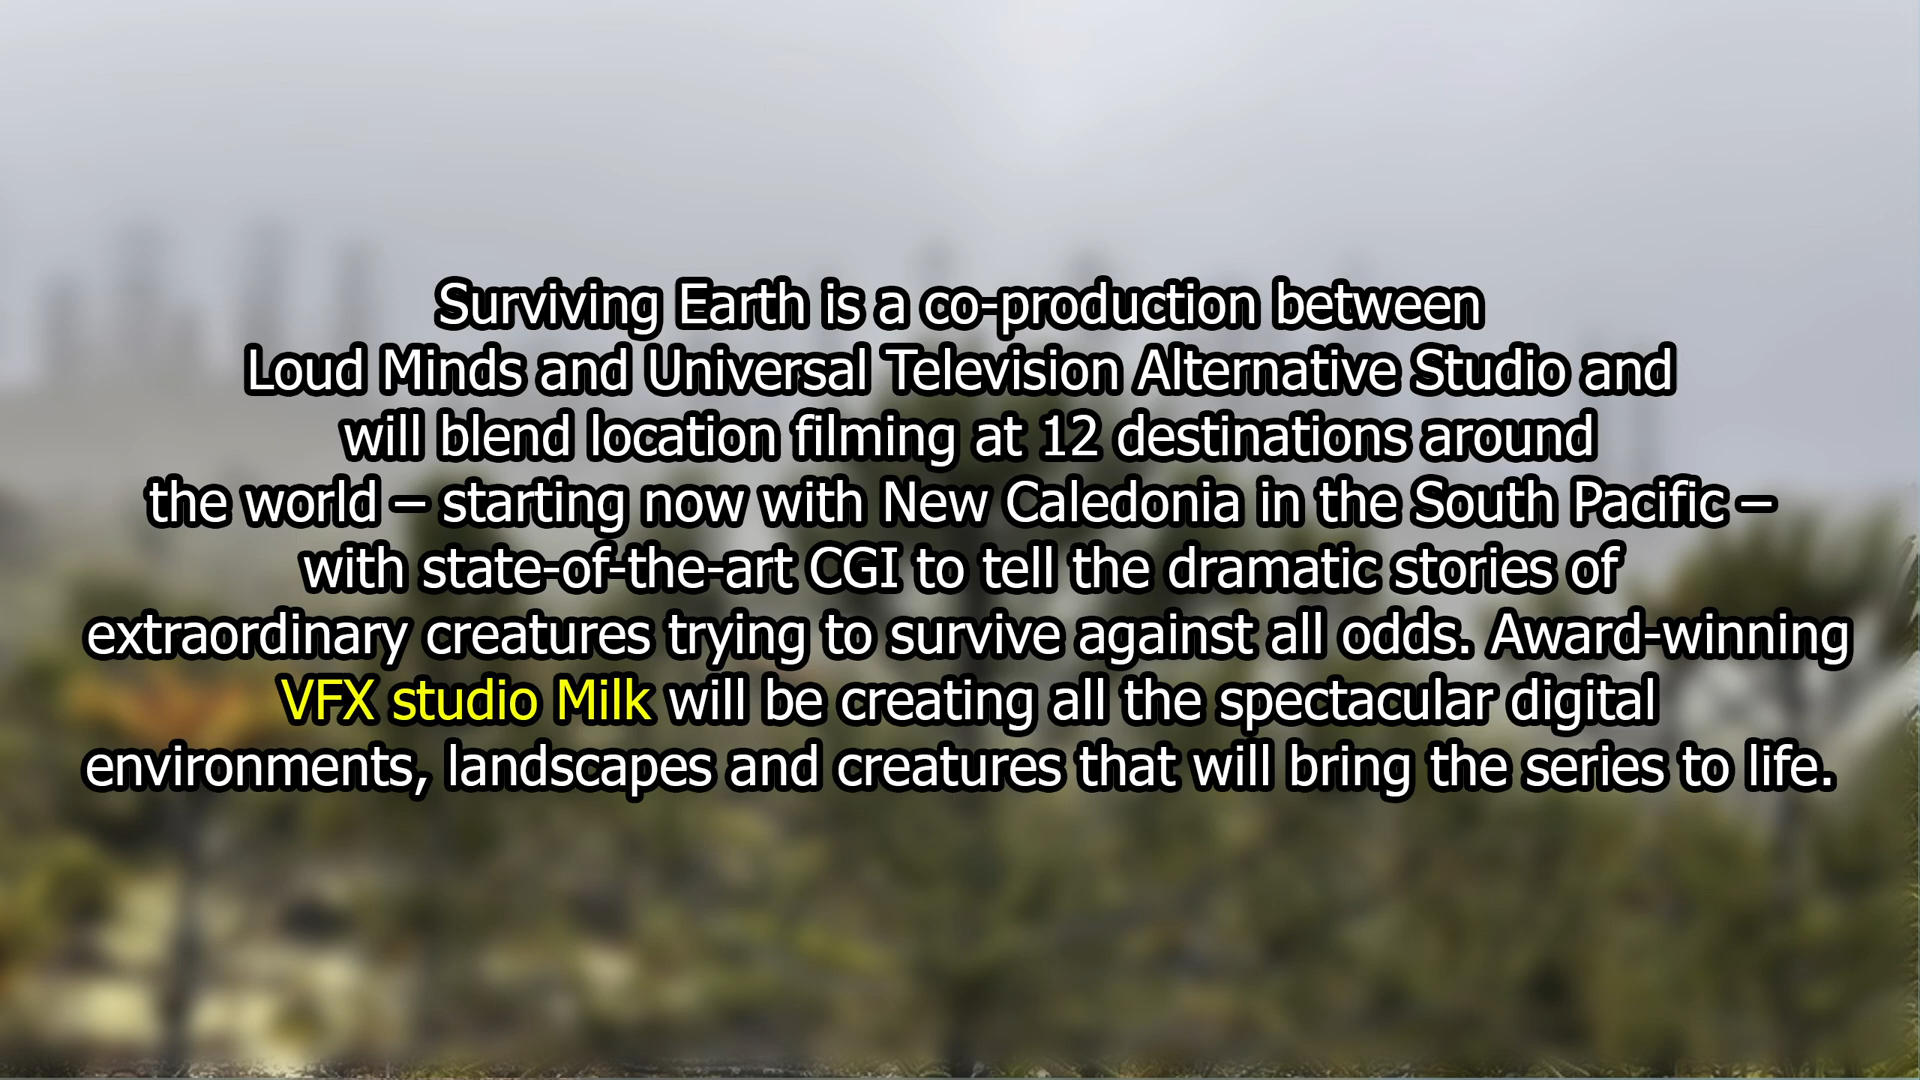 Surviving Earth is a co-production between
Loud Minds and Universal Television Alternative Studio and
will blend location filming at 12 destinations around
the world – starting now with New Caledonia in the South Pacific –
with state-of-the-art CGI to tell the dramatic stories of
extraordinary creatures trying to survive against all odds. Award-winning
VFX studio Milk will be creating all the spectacular digital
environments, landscapes and creatures that will bring the series to life.